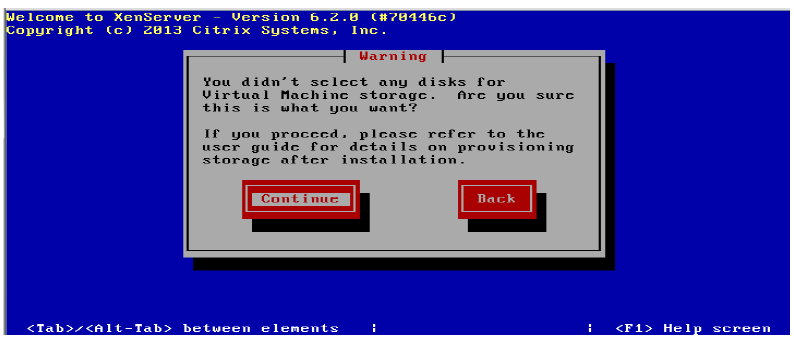 Welcome to XenServer - Version 6.2.0 (#70446c)
Copyright (c) 2013 Citrix Systems, Inc.
Warning
You didn't select any disks for
Virtual Machine storage.  Are you sure
this is what you want?
If you proceed, please refer to the
user guide for details on provisioning
storage after installation.
Continue Back
<Tab>/<Alt-Tab> between elements | | <F1> Help screen